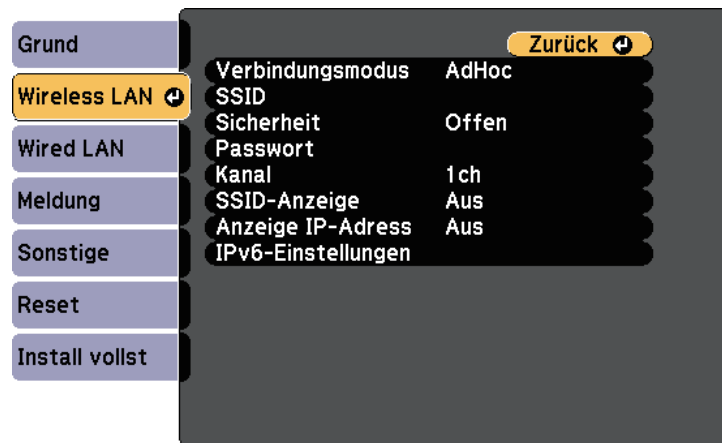 Grund
Wireless LAN
Wired LAN
Meldung
Sonstige
Reset
Install vollst
Zurück
Verbindungsmodus AdHoc
SSID
Sicherheit Offen
Passwort
Kanal 1ch
SSID-Anzeige Aus
Anzeige IP-Adress Aus
IPv6-Einstellungen